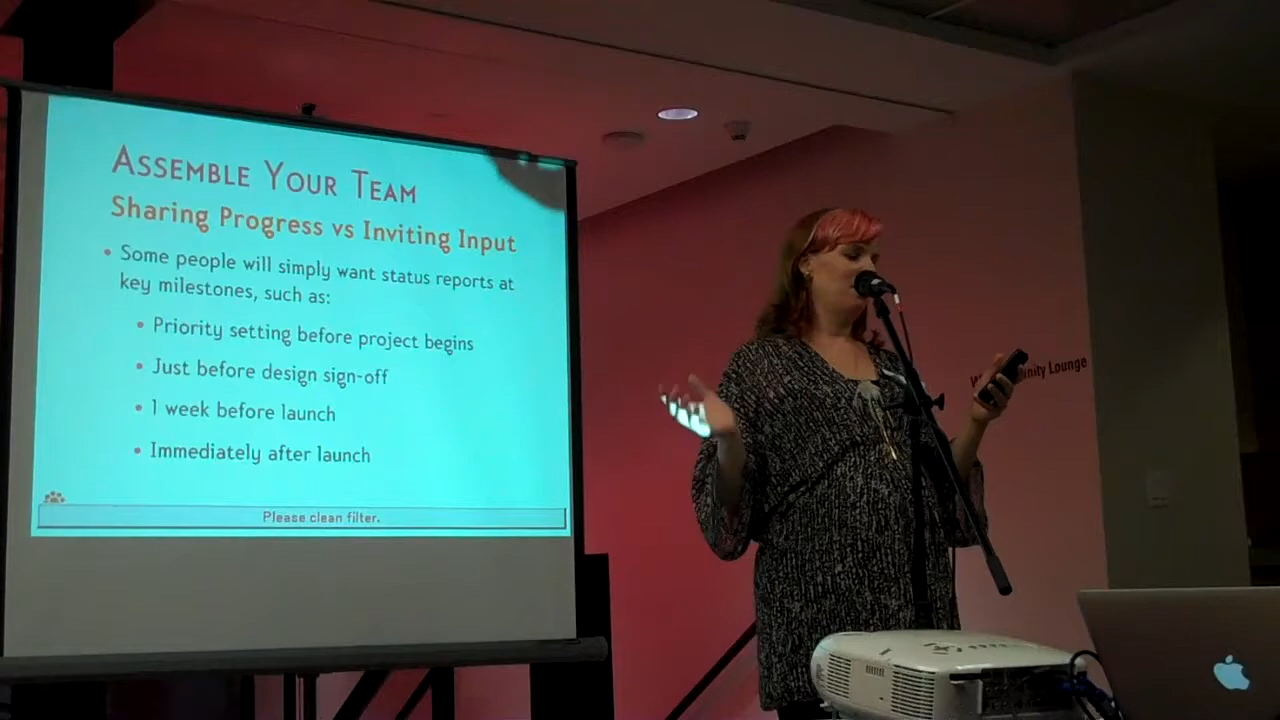 ASSEMBLE YOUR TEAM
Sharing Progress vs Inviting Input
• Some people will simply want status reports at
key milestones, such as:
• Priority setting before project begins
• Just before design sign-off
• 1 week before launch
• Immediately after launch
Please clean filter.
Lounge